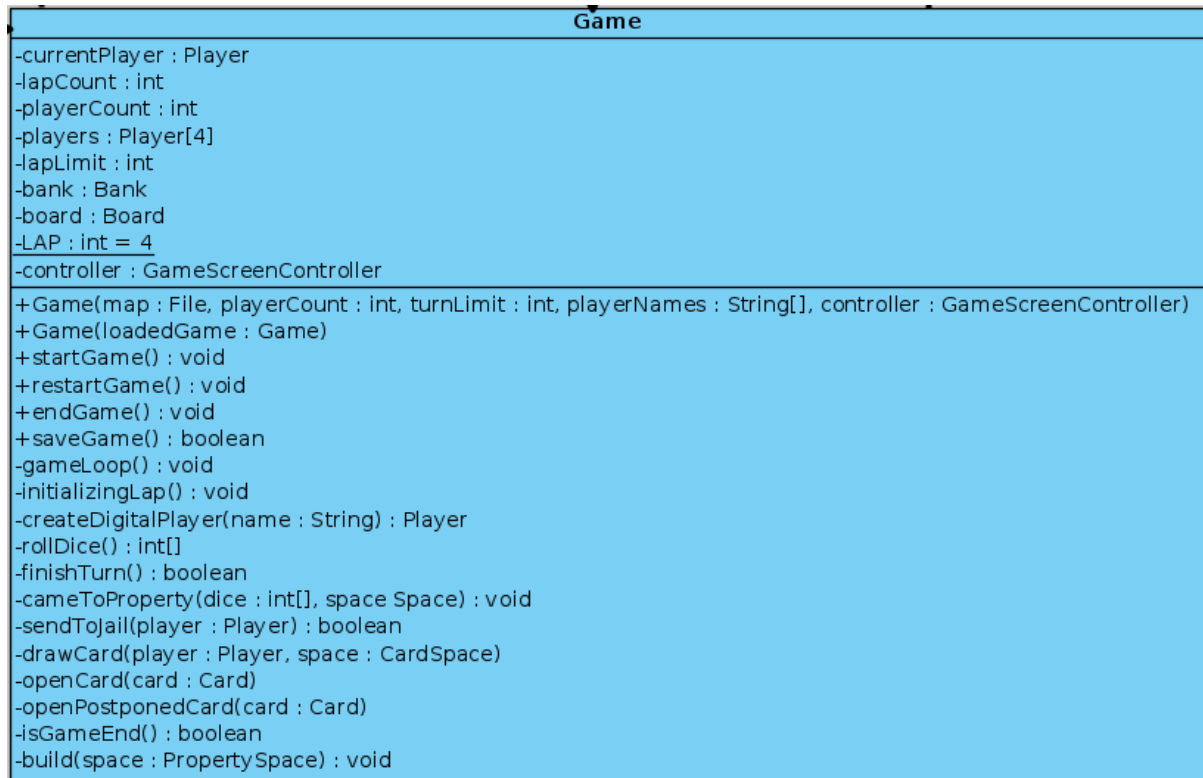 Game
-currentPlayer : Player
-lapCount : int
-playerCount : int
-players : Player[4]
-lapLimit : int
-bank : Bank
-board : Board
-LAP : int = 4
-controller : GameScreenController
+Game(map : File, playerCount : int, turnLimit : int, playerNames : String[], controller : GameScreenController)
+Game(loadedGame : Game)
+startGame() : void
+restartGame() : void
+endGame() : void
+saveGame() : boolean
-gameLoop() : void
-initializingLap() : void
-createDigitalPlayer(name : String) : Player
-rollDice() : int[]
-finishTurn() : boolean
-cameToProperty(dice : int[], space Space) : void
-sendToJail(player : Player) : boolean
-drawCard(player : Player, space : CardSpace)
-openCard(card : Card)
-openPostponedCard(card : Card)
-isGameEnd() : boolean
-build(space : PropertySpace) : void